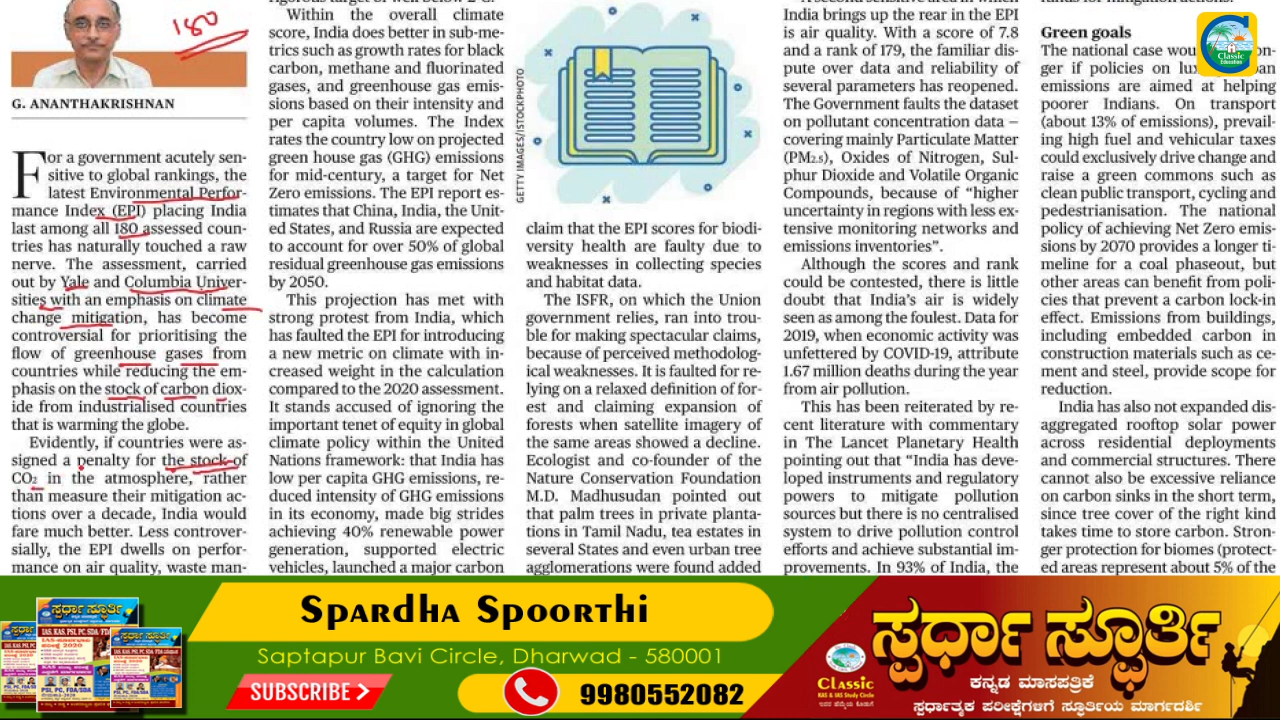 180
G. ANANTHAKRISHNAN
For a government acutely sen-
sitive to global rankings, the
latest Environmental Perfor-
mance Index (EPI) placing India
last among all 180 assessed coun-
tries has naturally touched a raw
nerve. The assessment, carried
out by Yale and Columbia Univer-
sities with an emphasis on climate
change mitigation, has become
controversial for prioritising the
flow of greenhouse gases from
countries while reducing the em-
phasis on the stock of carbon diox-
ide from industrialised countries
that is warming the globe.
Evidently, if countries were as-
signed a penalty for the stock of
CO₂ in the atmosphere, rather
than measure their mitigation ac-
tions over a decade, India would
fare much better. Less controver-
sially, the EPI dwells on perfor-
mance on air quality, waste man-
Within the overall climate
score, India does better in sub-me-
trics such as growth rates for black
carbon, methane and fluorinated
gases, and greenhouse gas emis-
sions based on their intensity and
per capita volumes. The Index
rates the country low on projected
green house gas (GHG) emissions
for mid-century, a target for Net
Zero emissions. The EPI report es-
timates that China, India, the Unit-
ed States, and Russia are expected
to account for over 50% of global
residual greenhouse gas emissions
by 2050.
This projection has met with
strong protest from India, which
has faulted the EPI for introducing
a new metric on climate with in-
creased weight in the calculation
compared to the 2020 assessment.
It stands accused of ignoring the
important tenet of equity in global
climate policy within the United
Nations framework: that India has
low per capita GHG emissions, re-
duced intensity of GHG emissions
in its economy, made big strides
achieving 40% renewable power
generation, supported electric
vehicles, launched a major carbon
GETTY IMAGES/ISTOCKPHOTO
claim that the EPI scores for biodi-
versity health are faulty due to
weaknesses in collecting species
and habitat data.
The ISFR, on which the Union
government relies, ran into trou-
ble for making spectacular claims,
because of perceived methodolog-
ical weaknesses. It is faulted for re-
lying on a relaxed definition of for-
est and claiming expansion of
forests when satellite imagery of
the same areas showed a decline.
Ecologist and co-founder of the
Nature Conservation Foundation
M.D. Madhusudan pointed out
that palm trees in private planta-
tions in Tamil Nadu, tea estates in
several States and even urban tree
agglomerations were found added
India brings up the rear in the EPI
is air quality. With a score of 7.8
and a rank of 179, the familiar dis-
pute over data and reliability of
several parameters has reopened.
The Government faults the dataset
on pollutant concentration data —
covering mainly Particulate Matter
(PM₂.₅), Oxides of Nitrogen, Sul-
phur Dioxide and Volatile Organic
Compounds, because of “higher
uncertainty in regions with less ex-
tensive monitoring networks and
emissions inventories”.
Although the scores and rank
could be contested, there is little
doubt that India’s air is widely
seen as among the foulest. Data for
2019, when economic activity was
unfettered by COVID-19, attribute
1.67 million deaths during the year
from air pollution.
This has been reiterated by re-
cent literature with commentary
in The Lancet Planetary Health
pointing out that “India has deve-
loped instruments and regulatory
powers to mitigate pollution
sources but there is no centralised
system to drive pollution control
efforts and achieve substantial im-
provements. In 93% of India, the
Green goals
The national case
ger if policies on
emissions are aimed at helping
poorer Indians. On transport
(about 13% of emissions), prevail-
ing high fuel and vehicular taxes
could exclusively drive change and
raise a green commons such as
clean public transport, cycling and
pedestrianisation. The national
policy of achieving Net Zero emis-
sions by 2070 provides a longer ti-
meline for a coal phaseout, but
other areas can benefit from poli-
cies that prevent a carbon lock-in
effect. Emissions from buildings,
including embedded carbon in
construction materials such as ce-
ment and steel, provide scope for
reduction.
India has also not expanded dis-
aggregated rooftop solar power
across residential deployments
and commercial structures. There
cannot also be excessive reliance
on carbon sinks in the short term,
since tree cover of the right kind
takes time to store carbon. Stron-
ger protection for biomes (protect-
ed areas represent about 5% of the
Classic
Education
Spardha Spoorthi
Saptapur Bavi Circle, Dharwad - 580001
SUBSCRIBE
9980552082
ಸ್ಪರ್ಧಾ ಸ್ಫೂರ್ತಿ
ಕನ್ನಡ ಮಾಸಪತ್ರಿಕೆ
ಸ್ಪರ್ಧಾತ್ಮಕ ಪರೀಕ್ಷೆಗಳಿಗೆ ಸ್ಫೂರ್ತಿಯ ಮಾರ್ಗದರ್ಶಿ
Classic
KAS & IAS Study Circle